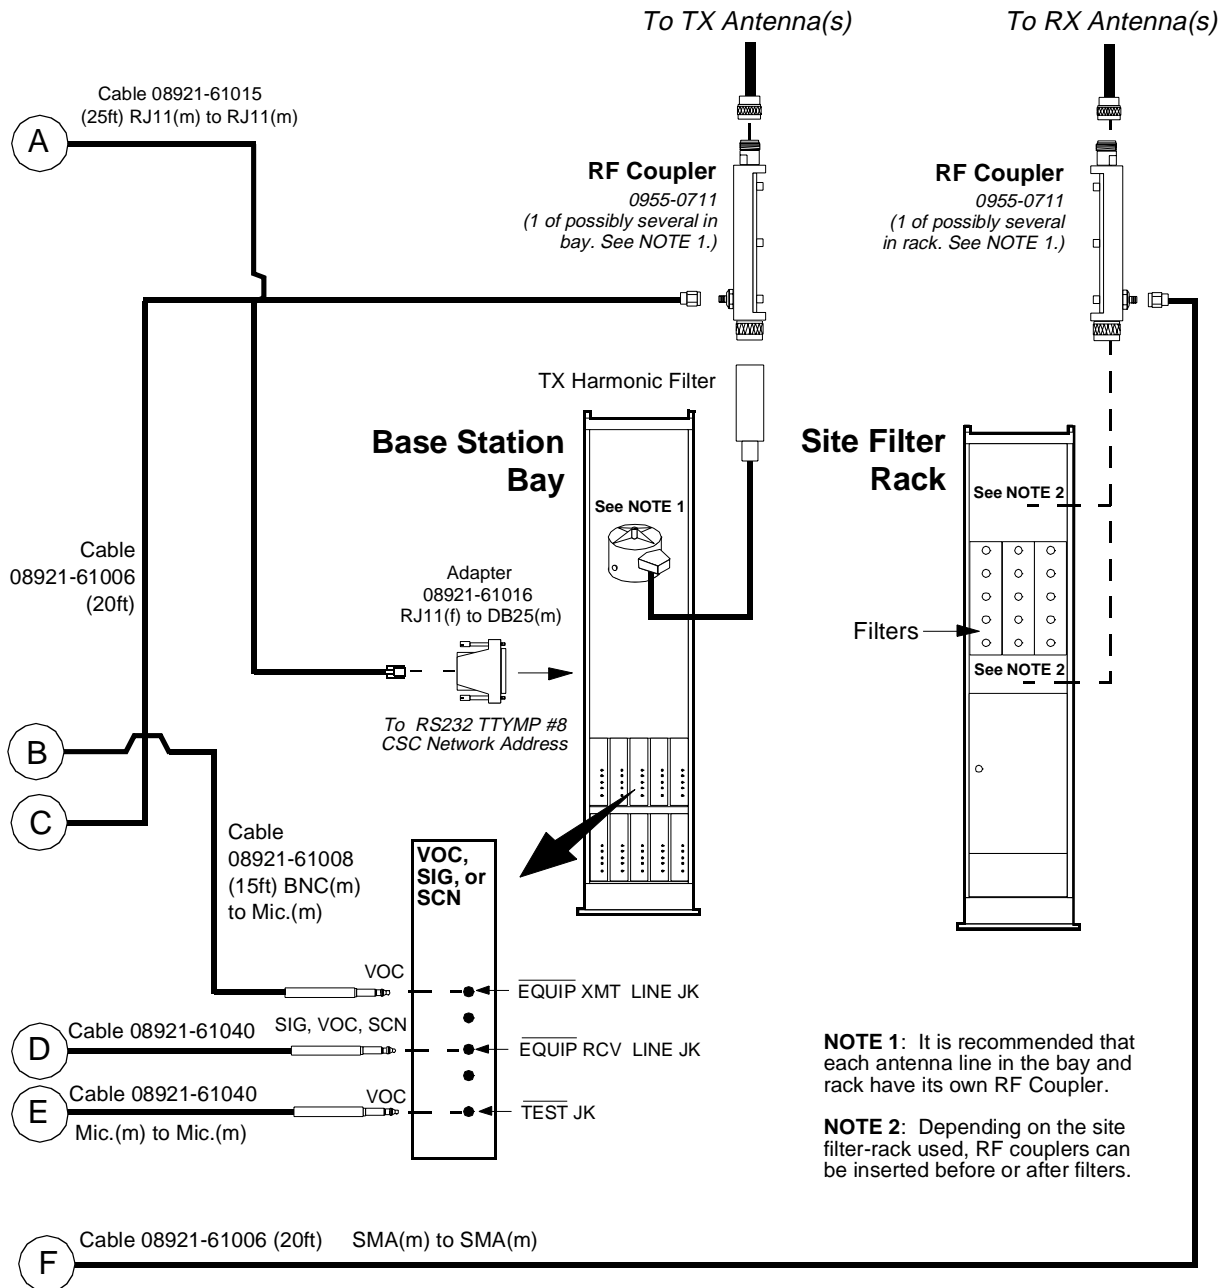 To TX Antenna(s)
To RX Antenna(s)
Cable 08921-61015
(25ft) RJ11(m) to RJ11(m)
A
RF Coupler
0955-0711
(1 of possibly several in
bay. See NOTE 1.)
RF Coupler
0955-0711
(1 of possibly several
in rack. See NOTE 1.)
TX Harmonic Filter
Base Station
Bay
See NOTE 1
Site Filter
Rack
See NOTE 2
Filters
See NOTE 2
Cable
08921-61006
(20ft)
Adapter
08921-61016
RJ11(f) to DB25(m)
To RS232 TTYMP #8
CSC Network Address
B
C
Cable
08921-61008
(15ft) BNC(m)
to Mic.(m)
VOC,
SIG, or
SCN
VOC
EQUIP XMT LINE JK
D
Cable 08921-61040
SIG, VOC, SCN
EQUIP RCV LINE JK
E
Cable 08921-61040
Mic.(m) to Mic.(m)
VOC
TEST JK
NOTE 1: It is recommended that
each antenna line in the bay and
rack have its own RF Coupler.
NOTE 2: Depending on the site
filter-rack used, RF couplers can
be inserted before or after filters.
F
Cable 08921-61006 (20ft) SMA(m) to SMA(m)